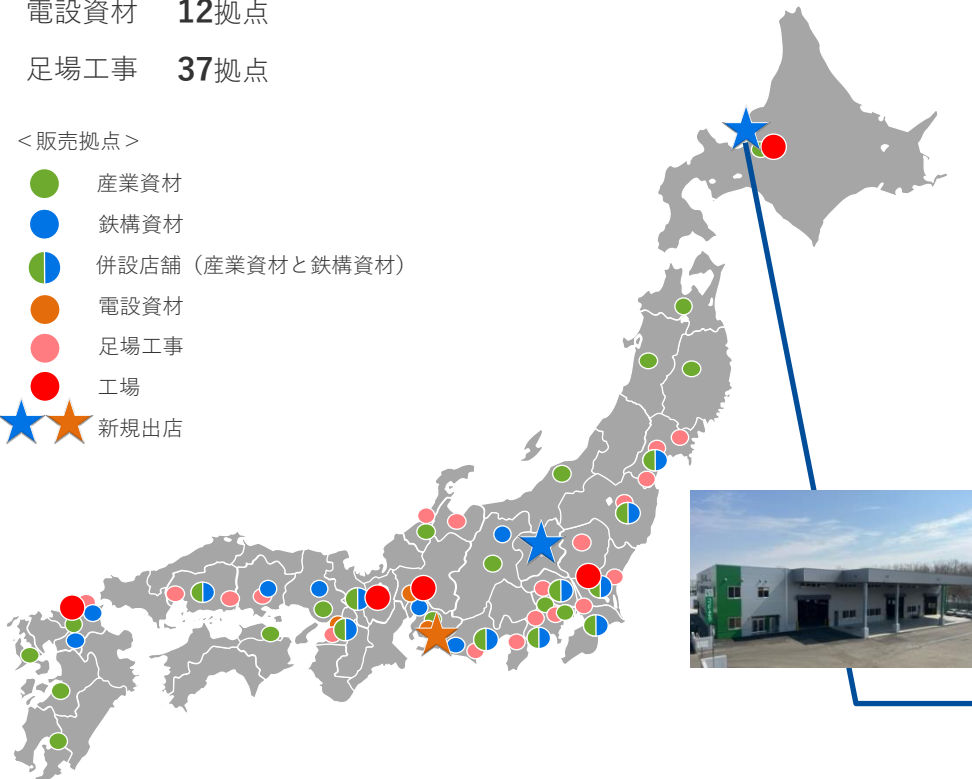 電設資材 12拠点
足場工事 37拠点
＜販売拠点＞
産業資材
鉄構資材
併設店舗（産業資材と鉄構資材）
電設資材
足場工事
工場
新規出店